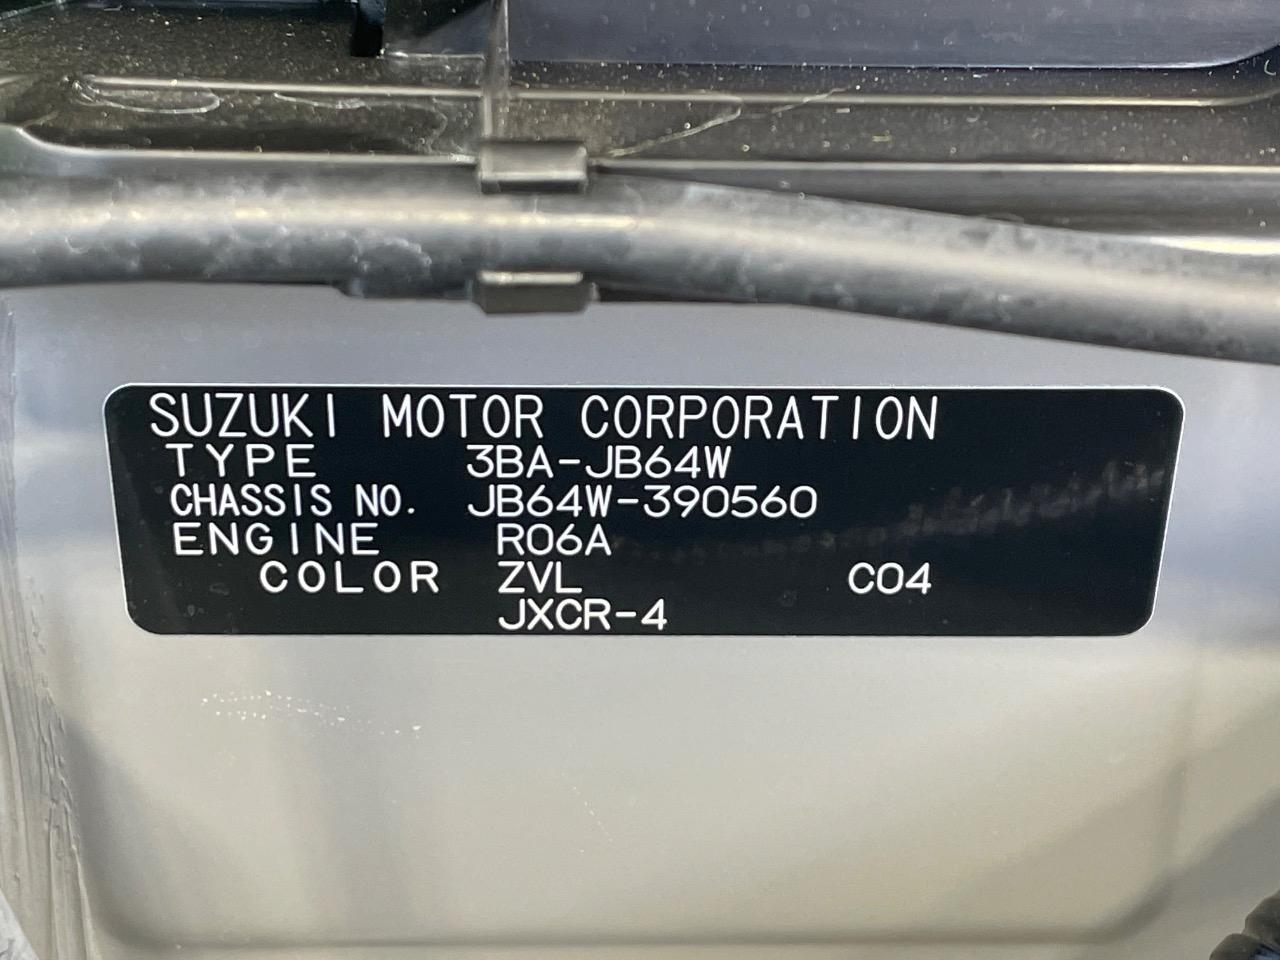 SUZUKI MOTOR CORPORATION
TYPE 3BA-JB64W
CHASSIS NO. JB64W-390560
ENGINE R06A
COLOR ZVL C04
JXCR-4